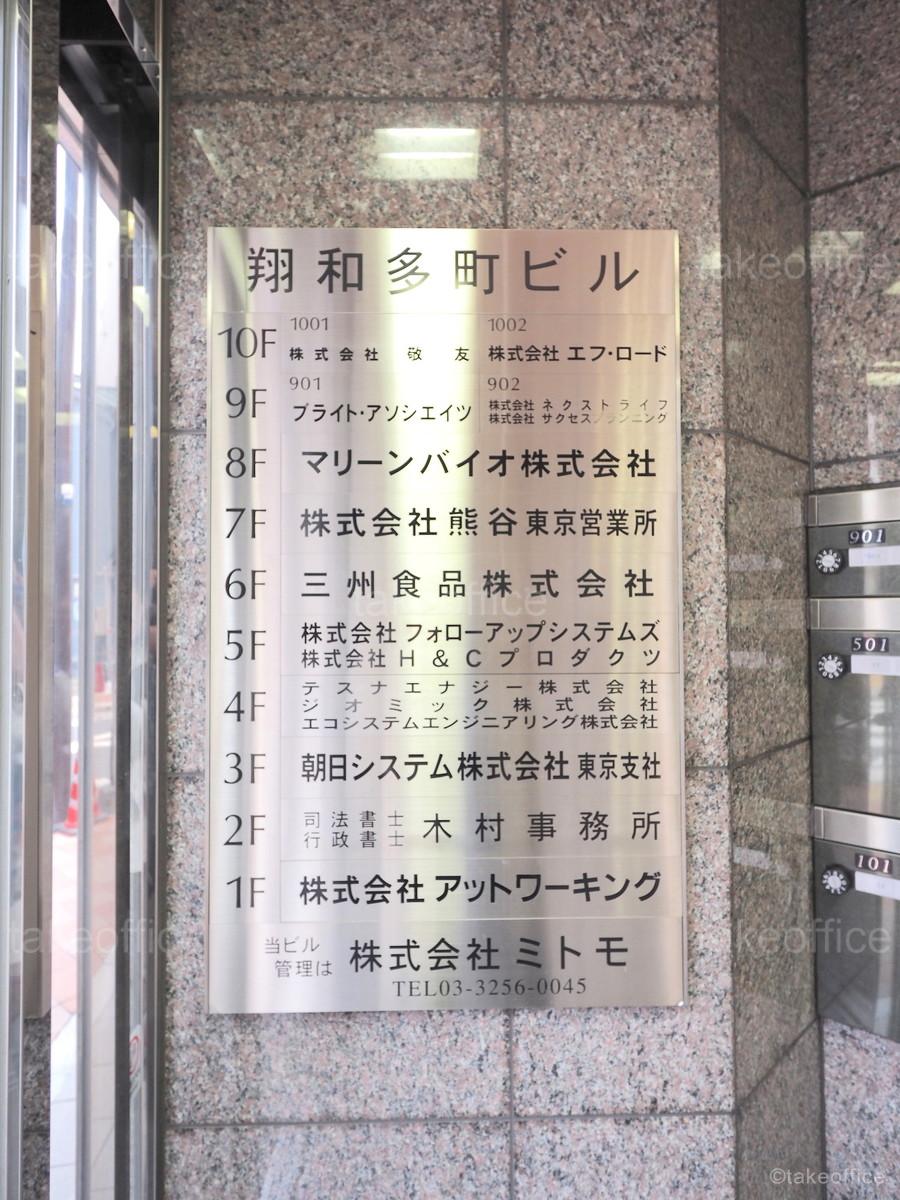 翔和多町ビル
10F
1001
株式会社 敬友
1002
株式会社 エフ・ロード
9F
901
ブライト・アソシエイツ
902
株式会社 ネクストライフ
株式会社 サクセスプランニング
8F マリーンバイオ株式会社
7F 株式会社 熊谷 東京営業所
6F 三州食品株式会社
5F
株式会社 フォローアップシステムズ
株式会社 H & C プロダクツ
4F
テスナエナジー株式会社
ジオミック株式会社
エコシステムエンジニアリング株式会社
3F 朝日システム株式会社 東京支社
2F
司法書士
行政書士
木村事務所
1F 株式会社 アットワーキング
当ビル
管理は
株式会社 ミトモ
TEL03-3256-0045
901
501
101
takeoffice
takeoffice
takeoffice
takeoffice
takeoffice
©takeoffice